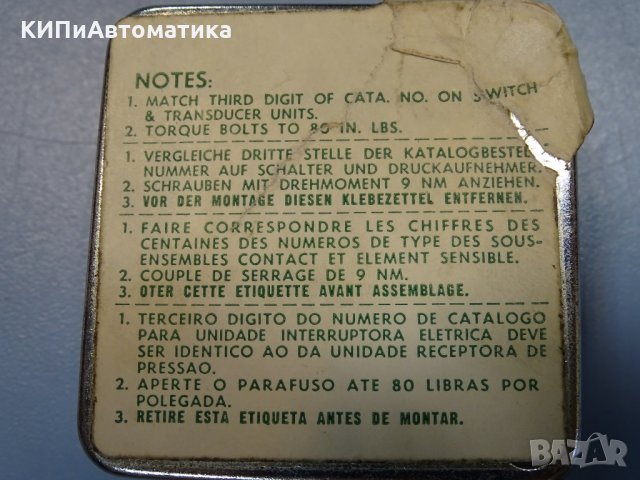 КИПиАвтоматика
NOTES:
1. MATCH THIRD DIGIT OF CATA. NO. ON SWITCH
& TRANSDUCER UNITS.
2. TORQUE BOLTS TO 80 IN. LBS.
1. VERGLEICHE DRITTE STELLE DER KATALOGBESTELL
NUMMER AUF SCHALTER UND DRUCKAUFNEHMER.
2. SCHRAUBEN MIT DREHMOMENT 9 NM ANZIEHEN.
3. VOR DER MONTAGE DIESEN KLEBEZETTEL ENTFERNEN.
1. FAIRE CORRESPONDRE LES CHIFFRES DES
CENTAINES DES NUMEROS DE TYPE DES SOUS-
ENSEMBLES CONTACT ET ELEMENT SENSIBLE.
2. COUPLE DE SERRAGE DE 9 NM.
3. OTER CETTE ETIQUETTE AVANT ASSEMBLAGE.
1. TERCEIRO DIGITO DO NUMERO DE CATALOGO
PARA UNIDADE INTERRUPTORA ELETRICA DEVE
SER IDENTICO AO DA UNIDADE RECEPTORA DE
PRESSAO.
2. APERTE O PARAFUSO ATE 80 LIBRAS POR
POLEGADA.
3. RETIRE ESTA ETIQUETA ANTES DE MONTAR.
BAZAR